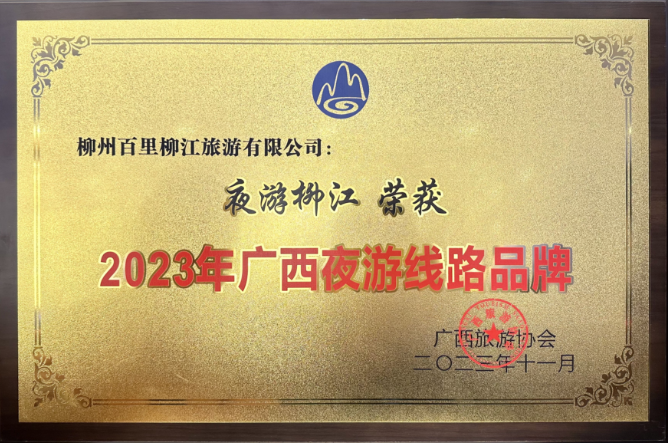 柳州百里柳江旅游有限公司：
夜游柳江 荣获
2023年广西夜游线路品牌
广西旅游协会
二〇二三年十一月